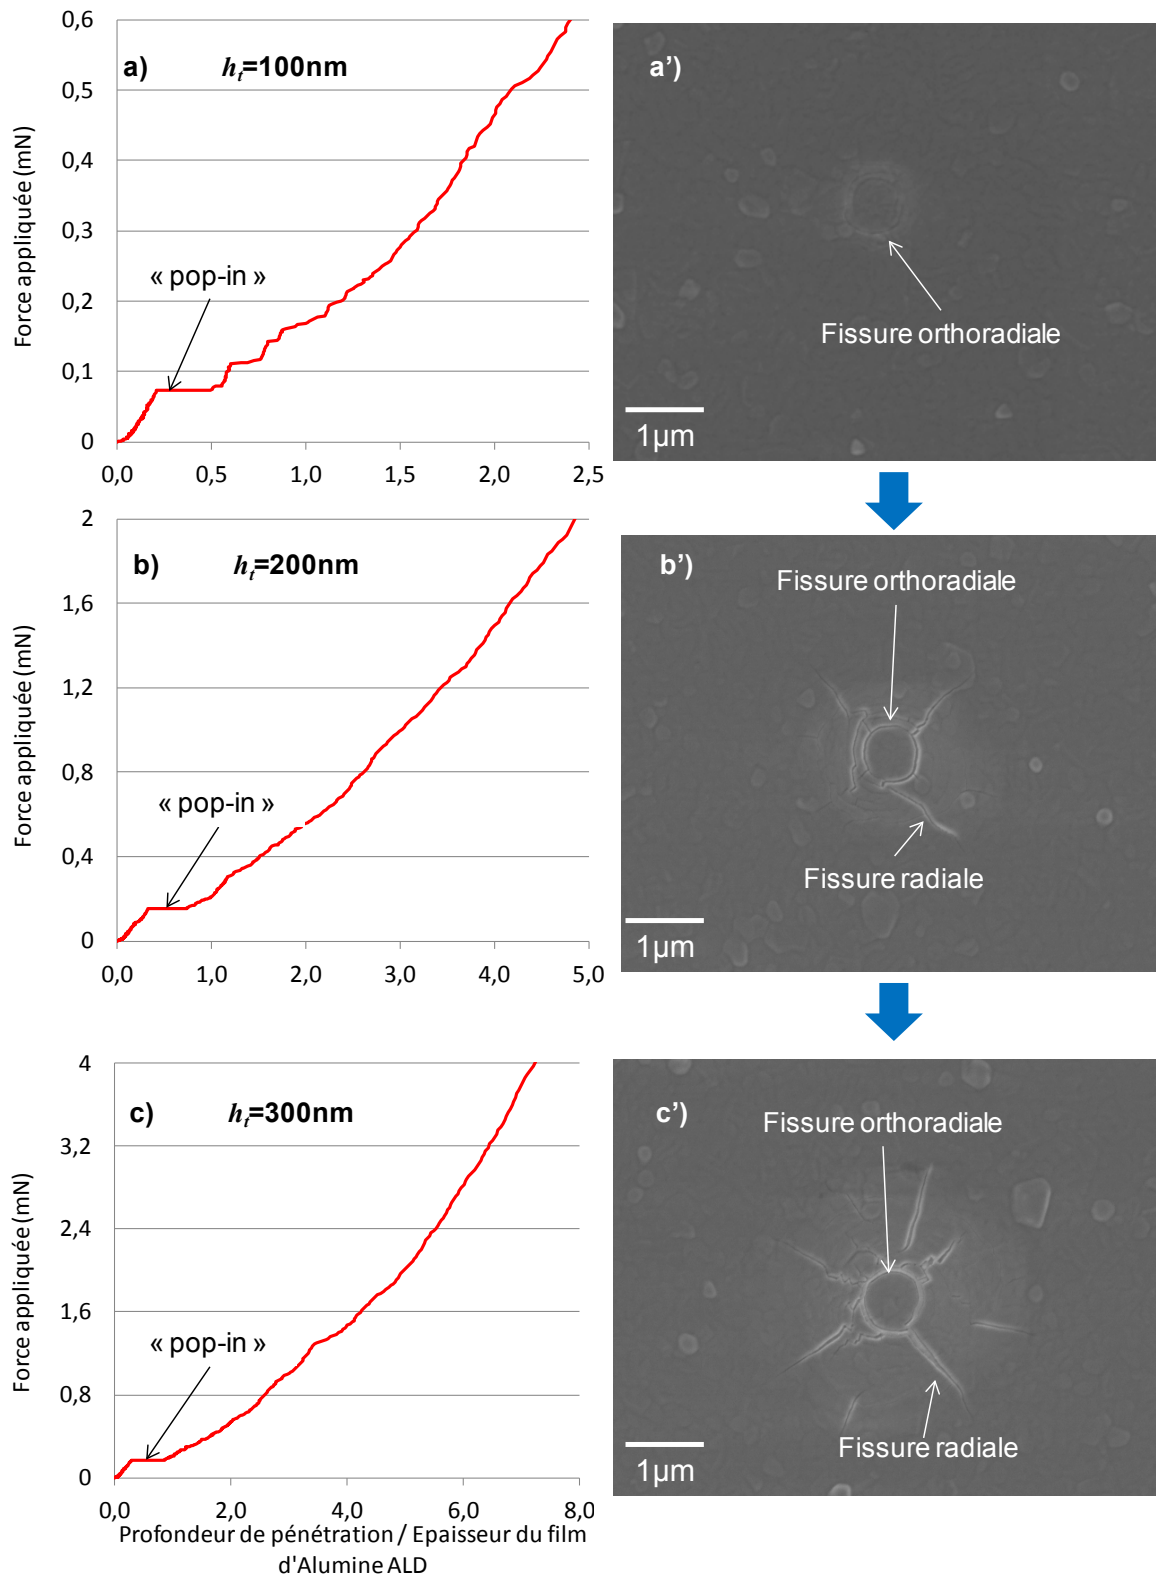 Force appliquée (mN)
0,6
0,5
0,4
0,3
0,2
0,1
0
a) h_t=100nm
« pop-in »
0,0 0,5 1,0 1,5 2,0 2,5
a’)
Fissure orthoradiale
1µm
Force appliquée (mN)
2
1,6
1,2
0,8
0,4
0
b) h_t=200nm
« pop-in »
0,0 1,0 2,0 3,0 4,0 5,0
b’)
Fissure orthoradiale
Fissure radiale
1µm
Force appliquée (mN)
4
3,2
2,4
1,6
0,8
0
c) h_t=300nm
« pop-in »
0,0 2,0 4,0 6,0 8,0
Profondeur de pénétration / Epaisseur du film
d'Alumine ALD
c’)
Fissure orthoradiale
Fissure radiale
1µm